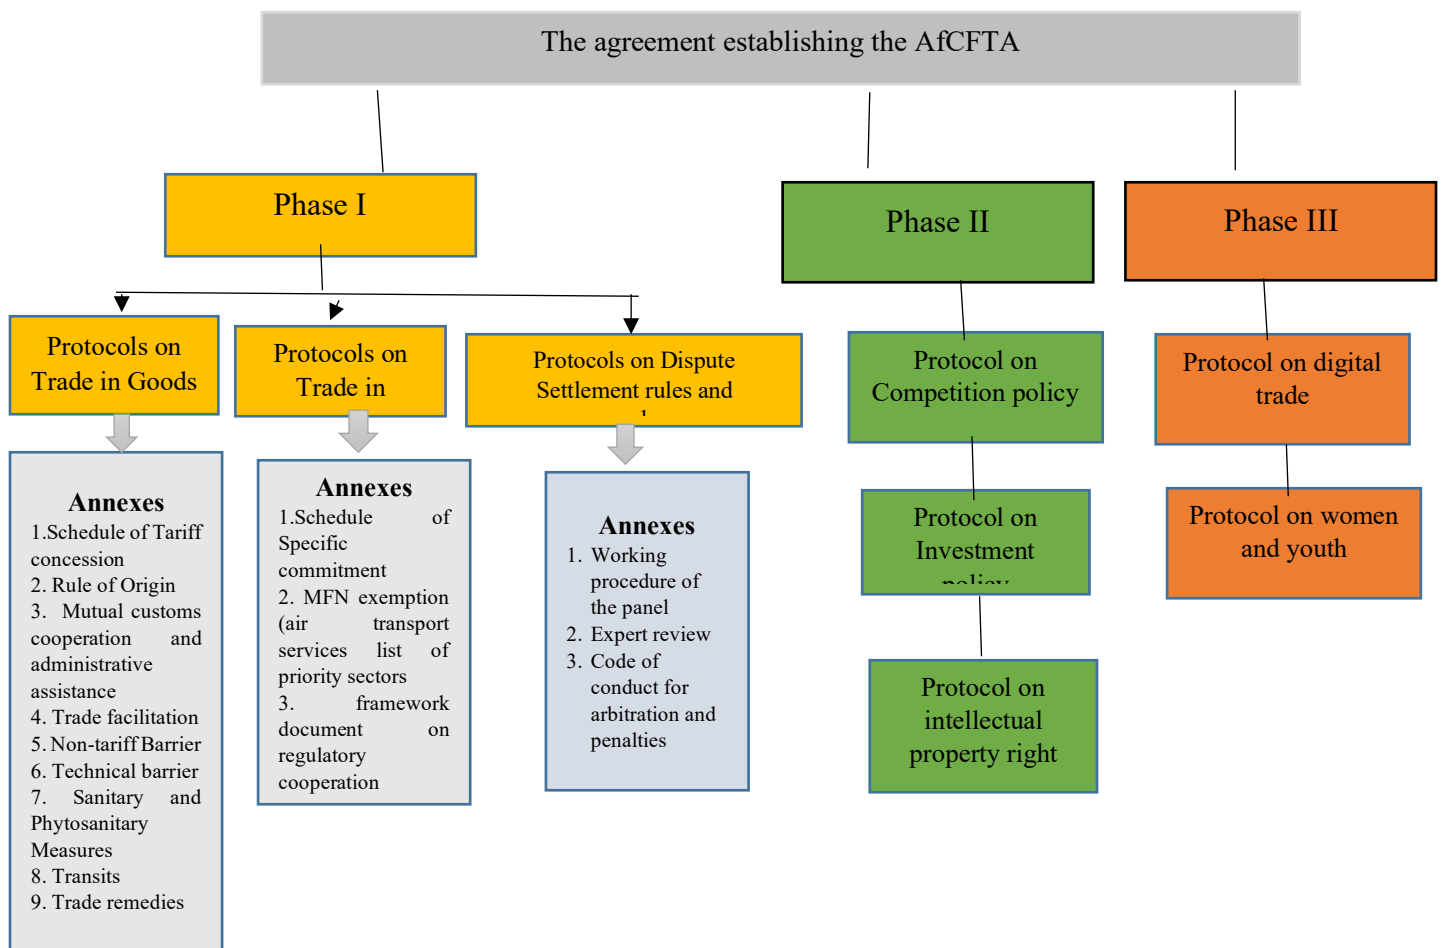 The agreement establishing the AfCFTA
Phase I
Phase II
Phase III
Protocols on
Trade in Goods
Protocols on
Trade in
Protocols on Dispute
Settlement rules and
Protocol on
Competition policy
Protocol on digital
trade
Annexes
1.Schedule of Tariff
concession
2. Rule of Origin
3. Mutual customs
cooperation and
administrative
assistance
4. Trade facilitation
5. Non-tariff Barrier
6. Technical barrier
7. Sanitary and
Phytosanitary
Measures
8. Transits
9. Trade remedies
Annexes
1.Schedule of
Specific
commitment
2. MFN exemption
(air transport
services list of
priority sectors
3. framework
document on
regulatory
cooperation
Annexes
1. Working
procedure of
the panel
2. Expert review
3. Code of
conduct for
arbitration and
penalties
Protocol on
Investment
policy
Protocol on women
and youth
Protocol on
intellectual
property right